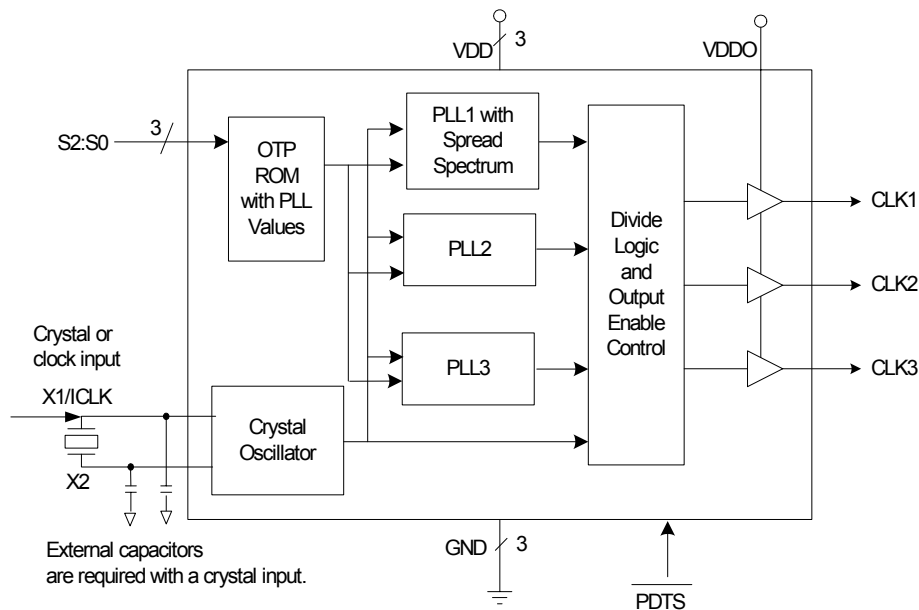 VDD
3
VDDO
S2:S0
3
OTP
ROM
with PLL
Values
PLL1 with
Spread
Spectrum
PLL2
PLL3
Divide
Logic
and
Output
Enable
Control
CLK1
CLK2
CLK3
Crystal or
clock input
X1/ICLK
X2
Crystal
Oscillator
External capacitors
are required with a crystal input.
GND
3
PDTS